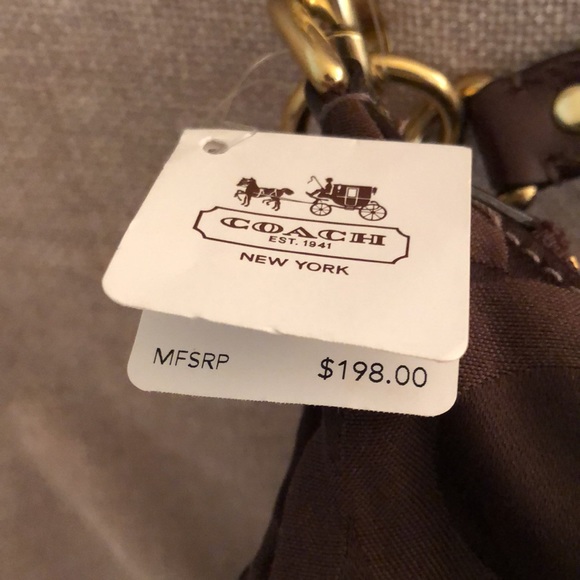 COACH
EST. 1941
NEW YORK
MFSRP $198.00